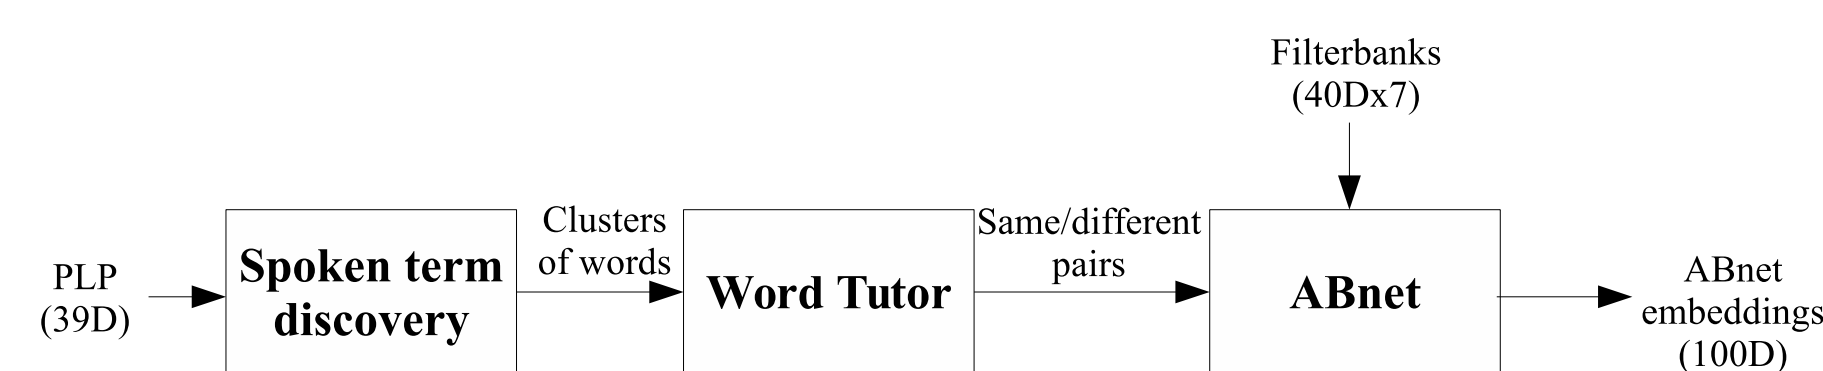 Filterbanks
(40Dx7)
PLP
(39D)
Spoken term
discovery
Clusters
of words
Word Tutor
Same/different
pairs
ABnet
ABnet
embeddings
(100D)